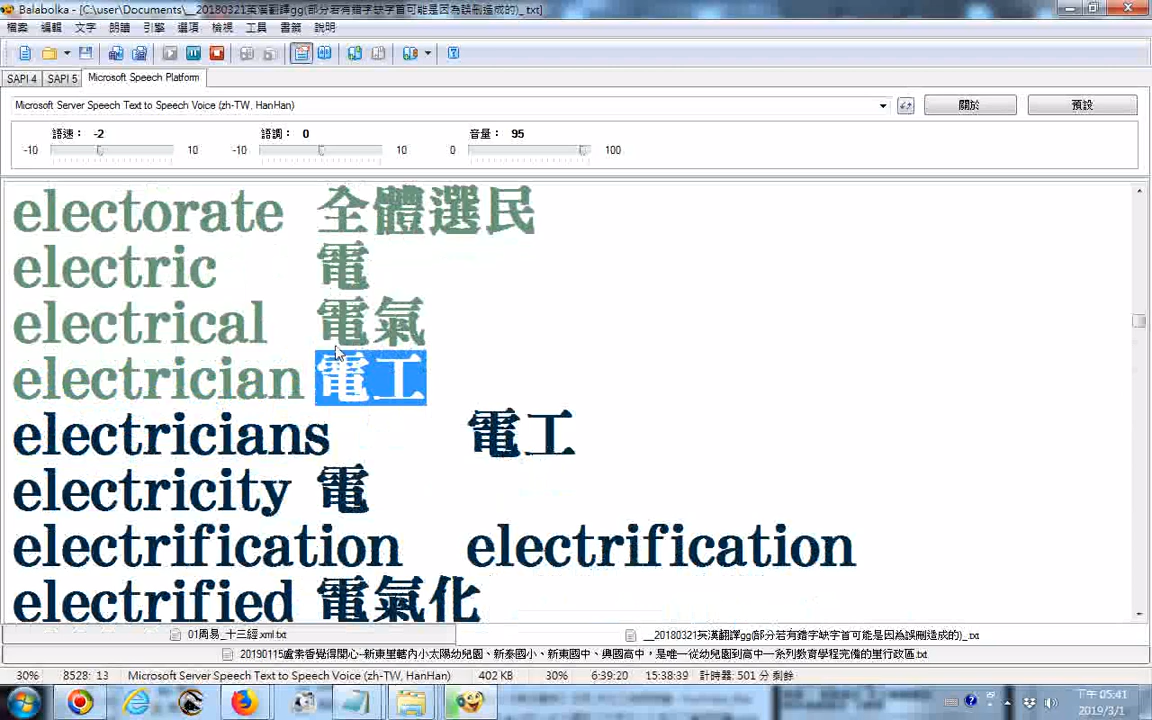 Balabolka - [C:\user\Documents\__20180321英漢翻譯gg(部分若有錯字缺字首可能是因為誤刪造成的)_.txt]
檔案 編輯 文字 朗讀 引擎 選項 檢視 工具 書籤 說明
SAPI 4 SAPI 5 Microsoft Speech Platform
Microsoft Server Speech Text to Speech Voice (zh-TW, HanHan) 關於 預設
語速： -2 語調： 0 音量： 95
-10 10 -10 10 0 100
electorate 全體選民
electric 電
electrical 電氣
electrician 電工
electricians 電工
electricity 電
electrification electrification
electrified 電氣化
01周易_十三經.xml.txt __20180321英漢翻譯gg(部分若有錯字缺字首可能是因為誤刪造成的)_.txt
20190115盧素香覺得開心-新東里轄內小太陽幼兒園、新泰國小、新東國中、興國高中，是唯一從幼兒園到高中一系列教育學程完備的里行政區.txt
30% 8528: 13 Microsoft Server Speech Text to Speech Voice (zh-TW, HanHan) 402 KB 30% 6:39:20 15:38:39 計時器: 501 分 剩餘
下午 05:41
2019/3/1